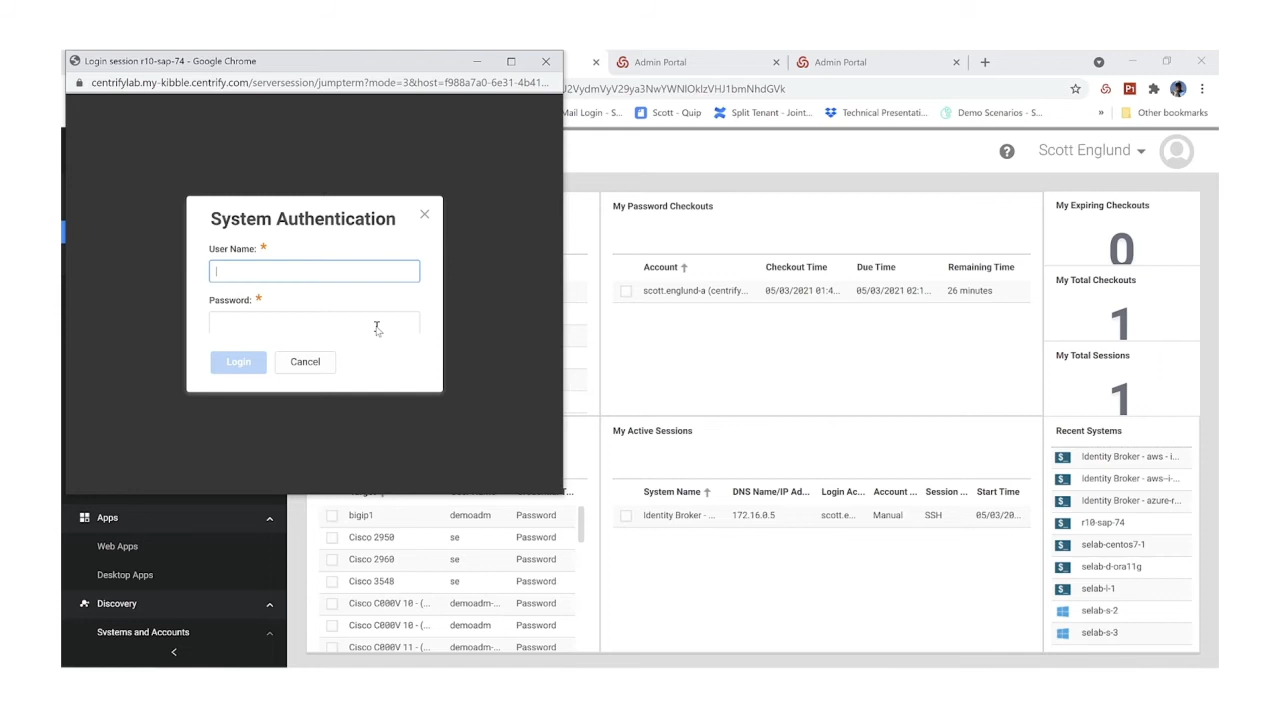 Login session r10-sap-74 - Google Chrome
centrifylab.my-kibble.centrify.com/serversession/jumpterm?mode=3&host=f988a7a0-6e31-4b41...
System Authentication
User Name: *
Password: *
Login
Cancel
Admin Portal
Admin Portal
Mail Login - S...
Scott - Quip
Split Tenant - Joint...
Technical Presentati...
Demo Scenarios - S...
»
Other bookmarks
Scott Englund
My Password Checkouts
Account ↑ Checkout Time Due Time Remaining Time
scott.englund-a (centrify... 05/03/2021 01:4... 05/03/2021 02:1... 26 minutes
My Expiring Checkouts
0
My Total Checkouts
1
My Total Sessions
1
Apps
Web Apps
Desktop Apps
Discovery
Systems and Accounts
bigip1 demoadm Password
Cisco 2950 se Password
Cisco 2960 se Password
Cisco 3548 se Password
Cisco C000V 10 - (... demoadm-... Password
Cisco C000V 10 - (... demoadm Password
Cisco C000V 11 - (... demoadm-... Password
My Active Sessions
System Name ↑ DNS Name/IP Ad... Login Ac... Account ... Session ... Start Time
Identity Broker - ... 172.16.0.5 scott.e... Manual SSH 05/03/20...
Recent Systems
Identity Broker - aws - i...
Identity Broker - aws-i-...
Identity Broker - azure-r...
r10-sap-74
selab-centos7-1
selab-d-ora11g
selab-l-1
selab-s-2
selab-s-3